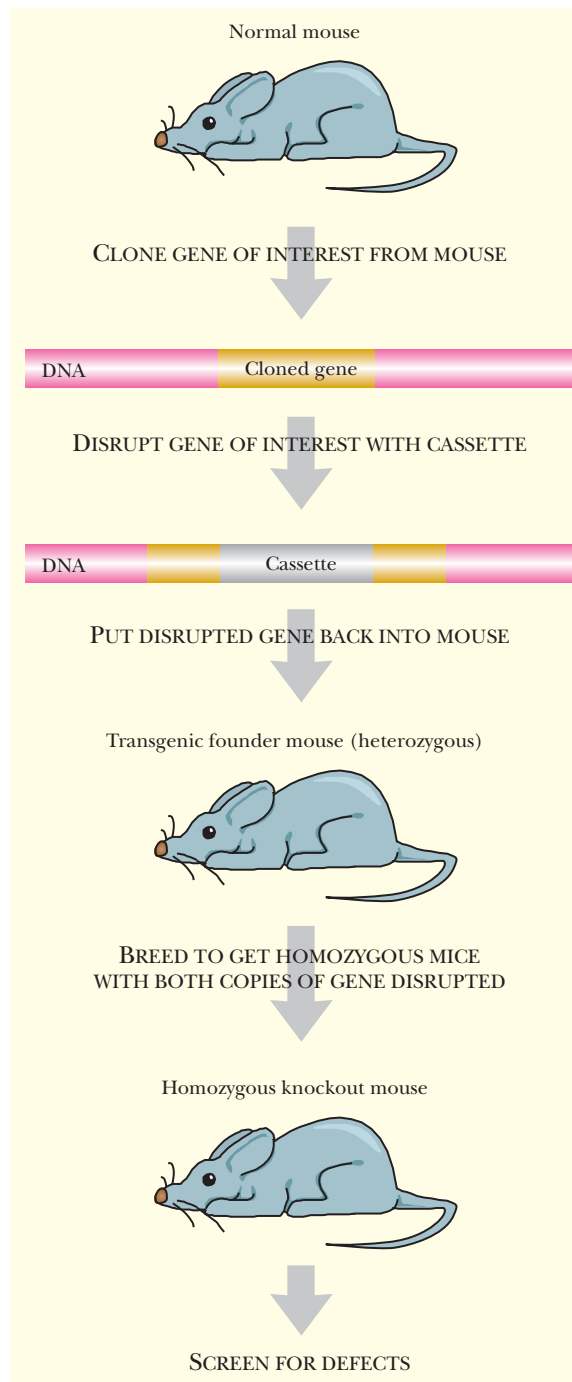 Normal mouse
CLONE GENE OF INTEREST FROM MOUSE
DNA Cloned gene
DISRUPT GENE OF INTEREST WITH CASSETTE
DNA Cassette
PUT DISRUPTED GENE BACK INTO MOUSE
Transgenic founder mouse (heterozygous)
BREED TO GET HOMOZYGOUS MICE
WITH BOTH COPIES OF GENE DISRUPTED
Homozygous knockout mouse
SCREEN FOR DEFECTS